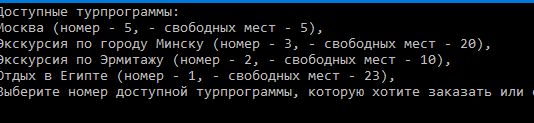 Доступные турпрограммы:
Москва (номер - 5, - свободных мест - 5),
Экскурсия по городу Минску (номер - 3, - свободных мест - 20),
Экскурсия по Эрмитажу (номер - 2, - свободных мест - 10),
Отдых в Египте (номер - 1, - свободных мест - 23),
Выберите номер доступной турпрограммы, которую хотите заказать или